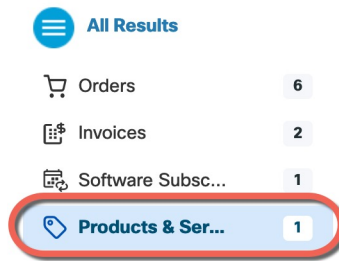 All Results
Orders 6
Invoices 2
Software Subsc... 1
Products & Ser... 1